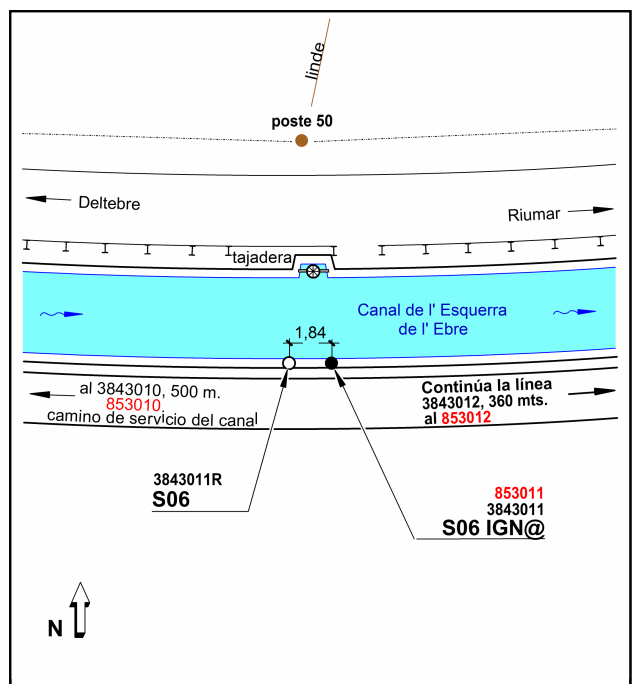 linde
poste 50
Deltebre
Riumar
tajadera
Canal de l' Esquerra
de l' Ebre
1,84
al 3843010, 500 m.
853010
camino de servicio del canal
Continúa la línea
3843012, 360 mts.
al 853012
3843011R
S06
853011
3843011
S06 IGN@
N